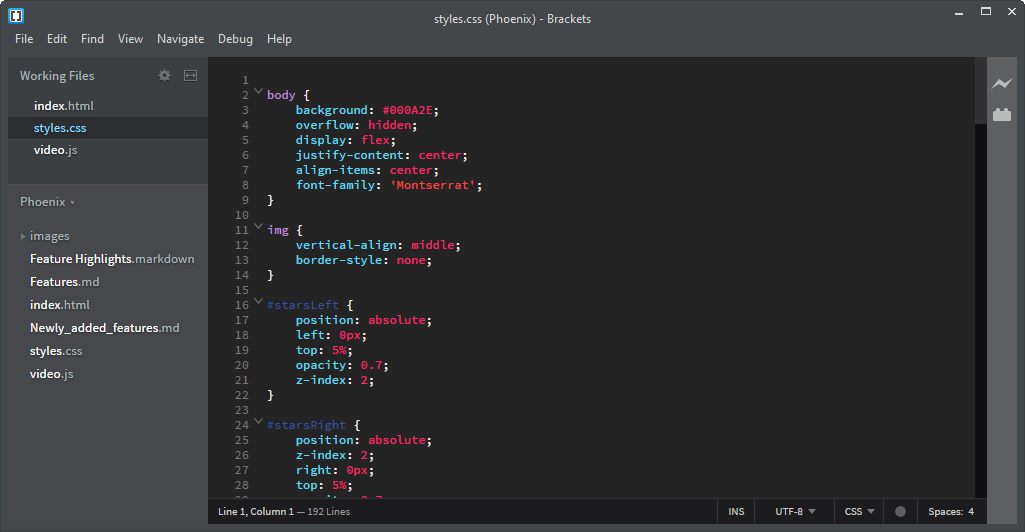 styles.css (Phoenix) - Brackets
File Edit Find View Navigate Debug Help
Working Files
index.html
styles.css
video.js
Phoenix
images
Feature Highlights.markdown
Features.md
index.html
Newly_added_features.md
styles.css
video.js
1
2 body {
3 background: #000A2E;
4 overflow: hidden;
5 display: flex;
6 justify-content: center;
7 align-items: center;
8 font-family: 'Montserrat';
9 }
10
11 img {
12 vertical-align: middle;
13 border-style: none;
14 }
15
16 #starsLeft {
17 position: absolute;
18 left: 0px;
19 top: 5%;
20 opacity: 0.7;
21 z-index: 2;
22 }
23
24 #starsRight {
25 position: absolute;
26 z-index: 2;
27 right: 0px;
28 top: 5%;
Line 1, Column 1 — 192 Lines INS UTF-8 CSS Spaces: 4